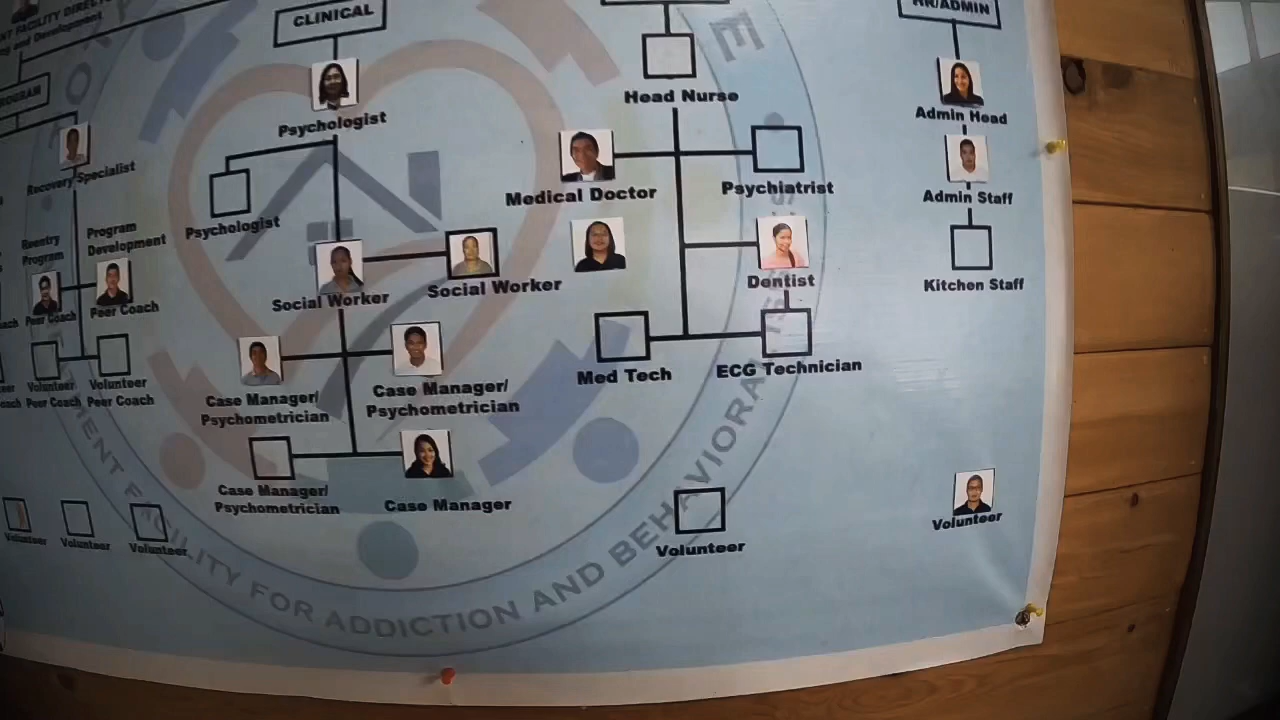 and Development
CLINICAL
HR/ADMIN
Psychologist
Psychologist
Social Worker
Social Worker
Case Manager/
Psychometrician
Case Manager/
Psychometrician
Case Manager/
Psychometrician
Case Manager
Recovery Specialist
Reentry
Program
Program
Development
Peer Coach
Peer Coach
Volunteer
Peer Coach
Volunteer
Peer Coach
Volunteer
Volunteer
Volunteer
Head Nurse
Medical Doctor
Psychiatrist
Dentist
Med Tech
ECG Technician
Volunteer
Admin Head
Admin Staff
Kitchen Staff
Volunteer
FOR ADDICTION AND BEHAVIORA